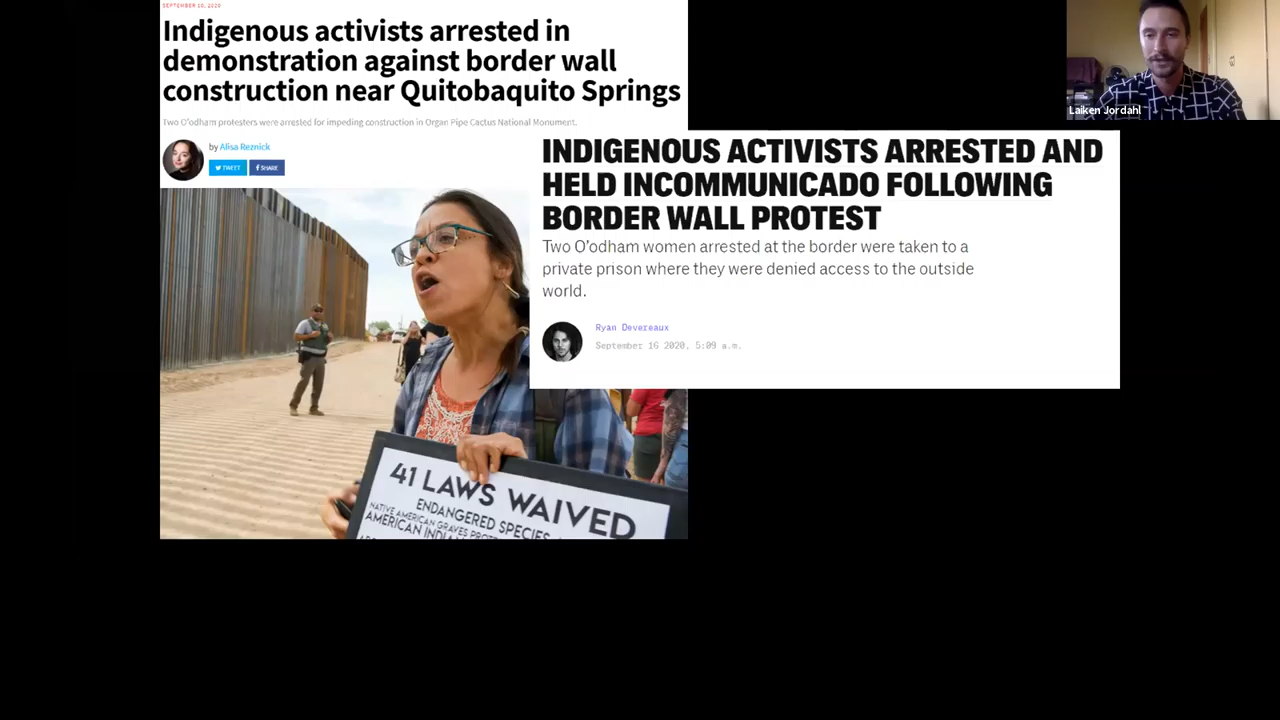 SEPTEMBER 10, 2020
Indigenous activists arrested in
demonstration against border wall
construction near Quitobaquito Springs
Two O'odham protesters were arrested for impeding construction in Organ Pipe Cactus National Monument.
by Alisa Reznick
TWEET
SHARE
Laiken Jordahl
INDIGENOUS ACTIVISTS ARRESTED AND
HELD INCOMMUNICADO FOLLOWING
BORDER WALL PROTEST
Two O'odham women arrested at the border were taken to a
private prison where they were denied access to the outside
world.
Ryan Devereaux
September 16 2020, 5:09 a.m.
41 LAWS WAIVED
ENDANGERED SPECIES
NATIVE AMERICAN GRAVES
AMERICAN